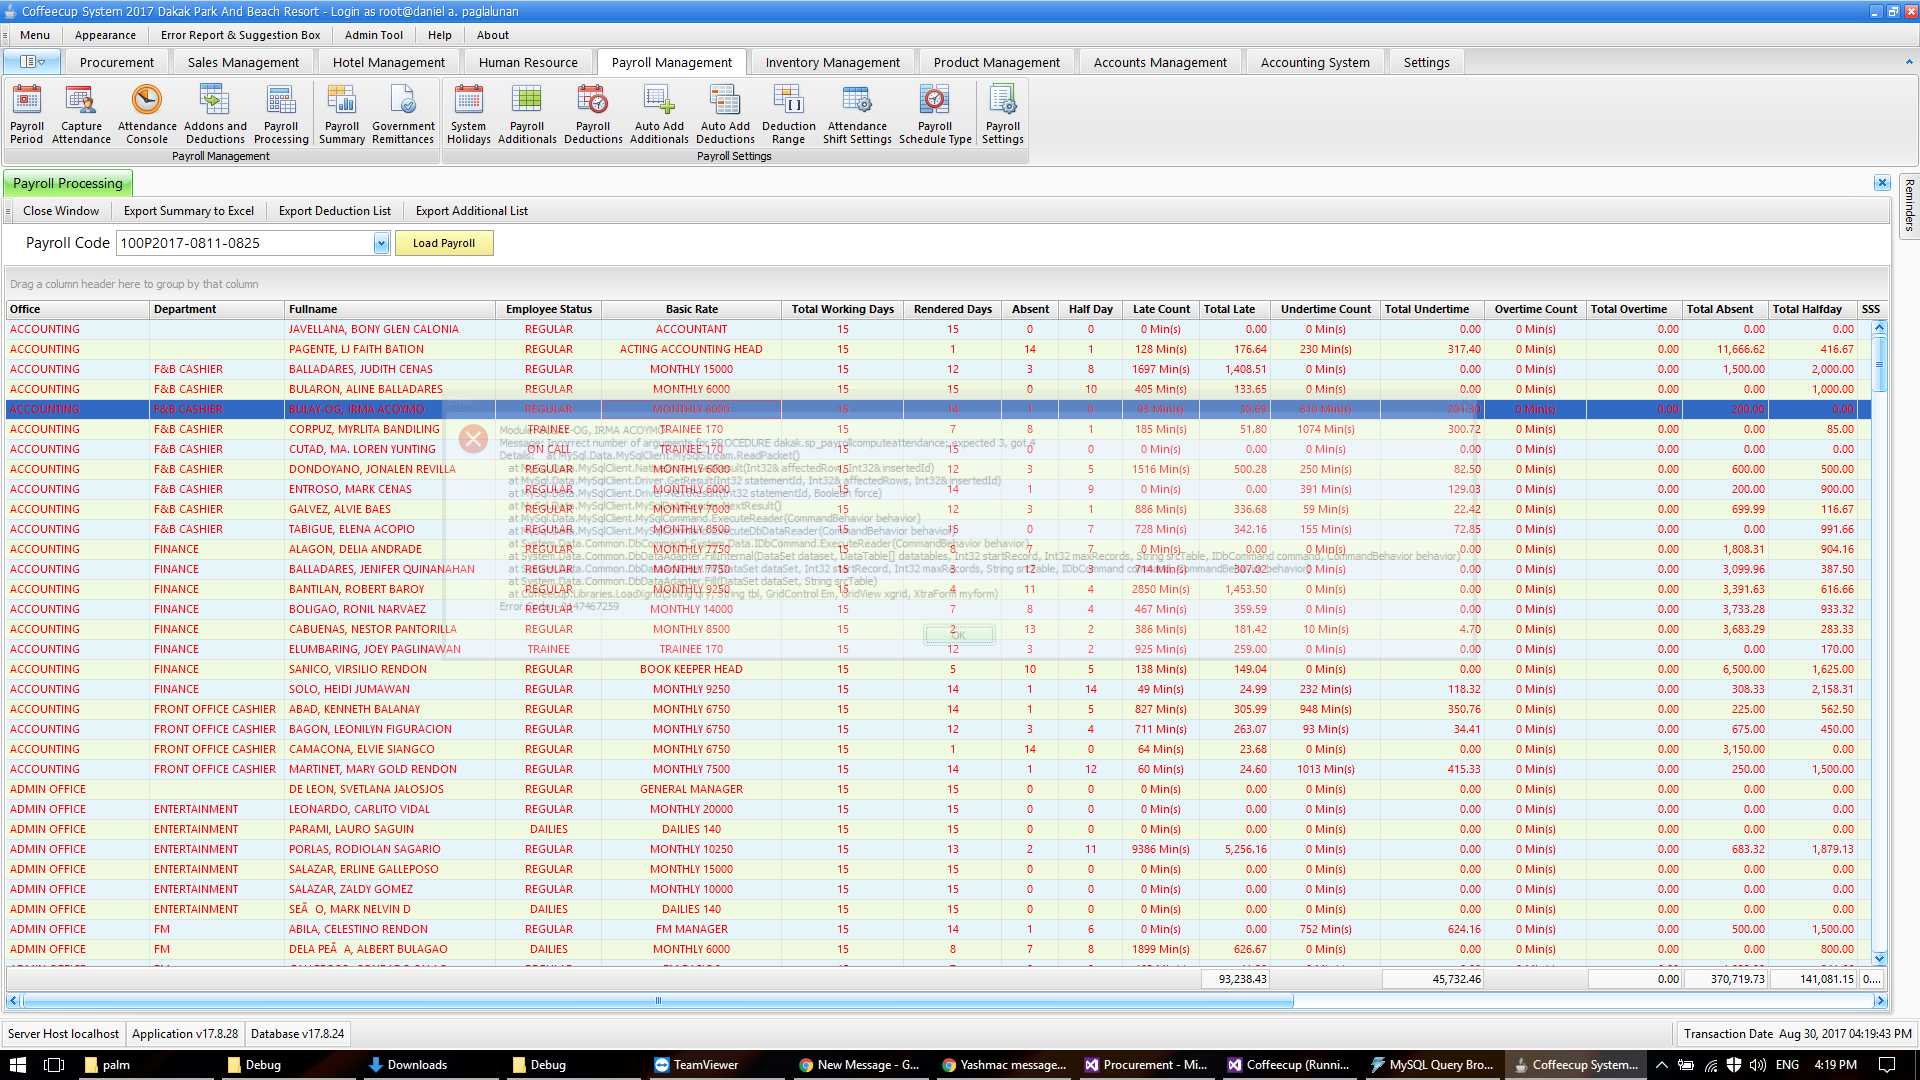 Coffeecup System 2017 Dakak Park And Beach Resort - Login as root@daniel a. paglalunan
Menu Appearance Error Report & Suggestion Box Admin Tool Help About
Procurement Sales Management Hotel Management Human Resource Payroll Management Inventory Management Product Management Accounts Management Accounting System Settings
Payroll Period Capture Attendance Attendance Console Addons and Deductions Payroll Processing Payroll Summary Government Remittances System Holidays Payroll Additionals Payroll Deductions Auto Add Additionals Auto Add Deductions Deduction Range Attendance Shift Settings Payroll Schedule Type Payroll Settings
Payroll Management Payroll Settings
Payroll Processing
Reminders
Close Window Export Summary to Excel Export Deduction List Export Additional List
Payroll Code 100P2017-0811-0825 Load Payroll
Drag a column header here to group by that column
Office Department Fullname Employee Status Basic Rate Total Working Days Rendered Days Absent Half Day Late Count Total Late Undertime Count Total Undertime Overtime Count Total Overtime Total Absent Total Halfday SSS
ACCOUNTING JAVELLANA, BONY GLEN CALONIA REGULAR ACCOUNTANT 15 15 0 0 0 Min(s) 0.00 0 Min(s) 0.00 0 Min(s) 0.00 0.00 0.00
ACCOUNTING PAGENTE, LJ FAITH BATION REGULAR ACTING ACCOUNTING HEAD 15 1 14 1 128 Min(s) 176.64 230 Min(s) 317.40 0 Min(s) 0.00 11,666.62 416.67
ACCOUNTING F&B CASHIER BALLADARES, JUDITH CENAS REGULAR MONTHLY 15000 15 12 3 8 1697 Min(s) 1,408.51 0 Min(s) 0.00 0 Min(s) 0.00 1,500.00 2,000.00
ACCOUNTING F&B CASHIER BULARON, ALINE BALLADARES REGULAR MONTHLY 6000 15 15 0 10 405 Min(s) 133.65 0 Min(s) 0.00 0 Min(s) 0.00 0.00 1,000.00
ACCOUNTING F&B CASHIER BULAY-OG, IRMA ACOYMO REGULAR MONTHLY 6000 15 14 1 0 93 Min(s) 30.69 610 Min(s) 201.30 0 Min(s) 0.00 200.00 0.00
ACCOUNTING F&B CASHIER CORPUZ, MYRLITA BANDILING TRAINEE TRAINEE 170 15 7 8 1 185 Min(s) 51.80 1074 Min(s) 300.72 0 Min(s) 0.00 0.00 85.00
ACCOUNTING F&B CASHIER CUTAD, MA. LOREN YUNTING ON CALL TRAINEE 170 15 15 0 0 0 Min(s) 0.00 0 Min(s) 0.00 0 Min(s) 0.00 0.00 0.00
ACCOUNTING F&B CASHIER DONDOYANO, JONALEN REVILLA REGULAR MONTHLY 6000 15 12 3 5 1516 Min(s) 500.28 250 Min(s) 82.50 0 Min(s) 0.00 600.00 500.00
ACCOUNTING F&B CASHIER ENTROSO, MARK CENAS REGULAR MONTHLY 6000 15 14 1 9 0 Min(s) 0.00 391 Min(s) 129.03 0 Min(s) 0.00 200.00 900.00
ACCOUNTING F&B CASHIER GALVEZ, ALVIE BAES REGULAR MONTHLY 7000 15 12 3 1 886 Min(s) 336.68 59 Min(s) 22.42 0 Min(s) 0.00 699.99 116.67
ACCOUNTING F&B CASHIER TABIGUE, ELENA ACOPIO REGULAR MONTHLY 8500 15 15 0 7 728 Min(s) 342.16 155 Min(s) 72.85 0 Min(s) 0.00 0.00 991.66
ACCOUNTING FINANCE ALAGON, DELIA ANDRADE REGULAR MONTHLY 7750 15 8 7 7 0 Min(s) 0.00 0 Min(s) 0.00 0 Min(s) 0.00 1,808.31 904.16
ACCOUNTING FINANCE BALLADARES, JENIFER QUINANAHAN REGULAR MONTHLY 7750 15 3 12 3 714 Min(s) 307.02 0 Min(s) 0.00 0 Min(s) 0.00 3,099.96 387.50
ACCOUNTING FINANCE BANTILAN, ROBERT BAROY REGULAR MONTHLY 9250 15 4 11 4 2850 Min(s) 1,453.50 0 Min(s) 0.00 0 Min(s) 0.00 3,391.63 616.66
ACCOUNTING FINANCE BOLIGAO, RONIL NARVAEZ REGULAR MONTHLY 14000 15 7 8 4 467 Min(s) 359.59 0 Min(s) 0.00 0 Min(s) 0.00 3,733.28 933.32
ACCOUNTING FINANCE CABUENAS, NESTOR PANTORILLA REGULAR MONTHLY 8500 15 2 13 2 386 Min(s) 181.42 10 Min(s) 4.70 0 Min(s) 0.00 3,683.29 283.33
ACCOUNTING FINANCE ELUMBARING, JOEY PAGLINAWAN TRAINEE TRAINEE 170 15 12 3 2 925 Min(s) 259.00 0 Min(s) 0.00 0 Min(s) 0.00 0.00 170.00
ACCOUNTING FINANCE SANICO, VIRSILIO RENDON REGULAR BOOK KEEPER HEAD 15 5 10 5 138 Min(s) 149.04 0 Min(s) 0.00 0 Min(s) 0.00 6,500.00 1,625.00
ACCOUNTING FINANCE SOLO, HEIDI JUMAWAN REGULAR MONTHLY 9250 15 14 1 14 49 Min(s) 24.99 232 Min(s) 118.32 0 Min(s) 0.00 308.33 2,158.31
ACCOUNTING FRONT OFFICE CASHIER ABAD, KENNETH BALANAY REGULAR MONTHLY 6750 15 14 1 5 827 Min(s) 305.99 948 Min(s) 350.76 0 Min(s) 0.00 225.00 562.50
ACCOUNTING FRONT OFFICE CASHIER BAGON, LEONILYN FIGURACION REGULAR MONTHLY 6750 15 12 3 4 711 Min(s) 263.07 93 Min(s) 34.41 0 Min(s) 0.00 675.00 450.00
ACCOUNTING FRONT OFFICE CASHIER CAMACONA, ELVIE SIANGCO REGULAR MONTHLY 6750 15 1 14 0 64 Min(s) 23.68 0 Min(s) 0.00 0 Min(s) 0.00 3,150.00 0.00
ACCOUNTING FRONT OFFICE CASHIER MARTINET, MARY GOLD RENDON REGULAR MONTHLY 7500 15 14 1 12 60 Min(s) 24.60 1013 Min(s) 415.33 0 Min(s) 0.00 250.00 1,500.00
ADMIN OFFICE DE LEON, SVETLANA JALOSJOS REGULAR GENERAL MANAGER 15 15 0 0 0 Min(s) 0.00 0 Min(s) 0.00 0 Min(s) 0.00 0.00 0.00
ADMIN OFFICE ENTERTAINMENT LEONARDO, CARLITO VIDAL REGULAR MONTHLY 20000 15 15 0 0 0 Min(s) 0.00 0 Min(s) 0.00 0 Min(s) 0.00 0.00 0.00
ADMIN OFFICE ENTERTAINMENT PARAMI, LAURO SAGUIN DAILIES DAILIES 140 15 15 0 0 0 Min(s) 0.00 0 Min(s) 0.00 0 Min(s) 0.00 0.00 0.00
ADMIN OFFICE ENTERTAINMENT PORLAS, RODIOLAN SAGARIO REGULAR MONTHLY 10250 15 13 2 11 9386 Min(s) 5,256.16 0 Min(s) 0.00 0 Min(s) 0.00 683.32 1,879.13
ADMIN OFFICE ENTERTAINMENT SALAZAR, ERLINE GALLEPOSO REGULAR MONTHLY 15000 15 15 0 0 0 Min(s) 0.00 0 Min(s) 0.00 0 Min(s) 0.00 0.00 0.00
ADMIN OFFICE ENTERTAINMENT SALAZAR, ZALDY GOMEZ REGULAR MONTHLY 10000 15 15 0 0 0 Min(s) 0.00 0 Min(s) 0.00 0 Min(s) 0.00 0.00 0.00
ADMIN OFFICE ENTERTAINMENT SEÃ O, MARK NELVIN D DAILIES DAILIES 140 15 15 0 0 0 Min(s) 0.00 0 Min(s) 0.00 0 Min(s) 0.00 0.00 0.00
ADMIN OFFICE FM ABILA, CELESTINO RENDON REGULAR FM MANAGER 15 14 1 6 0 Min(s) 0.00 752 Min(s) 624.16 0 Min(s) 0.00 500.00 1,500.00
ADMIN OFFICE FM DELA PEÃ A, ALBERT BULAGAO DAILIES MONTHLY 6000 15 8 7 8 1899 Min(s) 626.67 0 Min(s) 0.00 0 Min(s) 0.00 0.00 800.00
93,238.43 45,732.46 0.00 370,719.73 141,081.15 0....
Message: Incorrect number of arguments for PROCEDURE dakak.sp_payrollcomputeattendance; expected 3, got 4
Details: at MySql.Data.MySqlClient.MySqlStream.ReadPacket()
at MySql.Data.MySqlClient.Driver.GetResult(Int32 statementId, Int32& affectedRows, Int32& insertedId)
at MySql.Data.MySqlClient.Driver.NextResult(Int32 statementId, Boolean force)
at MySql.Data.MySqlClient.MySqlCommand.ExecuteReader(CommandBehavior behavior)
at MySql.Data.MySqlClient.MySqlCommand.ExecuteDbDataReader(CommandBehavior behavior)
at System.Data.Common.DbCommand.System.Data.IDbCommand.ExecuteReader(CommandBehavior behavior)
at System.Data.Common.DbDataAdapter.FillInternal(DataSet dataset, DataTable[] datatables, Int32 startRecord, Int32 maxRecords, String srcTable, IDbCommand command, CommandBehavior behavior)
at System.Data.Common.DbDataAdapter.Fill(DataSet dataSet, Int32 startRecord, Int32 maxRecords, String srcTable, IDbCommand command, CommandBehavior behavior)
at System.Data.Common.DbDataAdapter.Fill(DataSet dataSet, String srcTable)
at Coffeecup.Libraries.LoadXgrid(String qry, String tbl, GridControl Em, GridView xgrid, XtraForm myform)
Error Code: -2147467259
OK
Server Host localhost Application v17.8.28 Database v17.8.24 Transaction Date Aug 30, 2017 04:19:43 PM
palm Debug Downloads Debug TeamViewer New Message - G... Yashmac message... Procurement - Mi... Coffeecup (Runni... MySQL Query Bro... Coffeecup System... ENG 4:19 PM